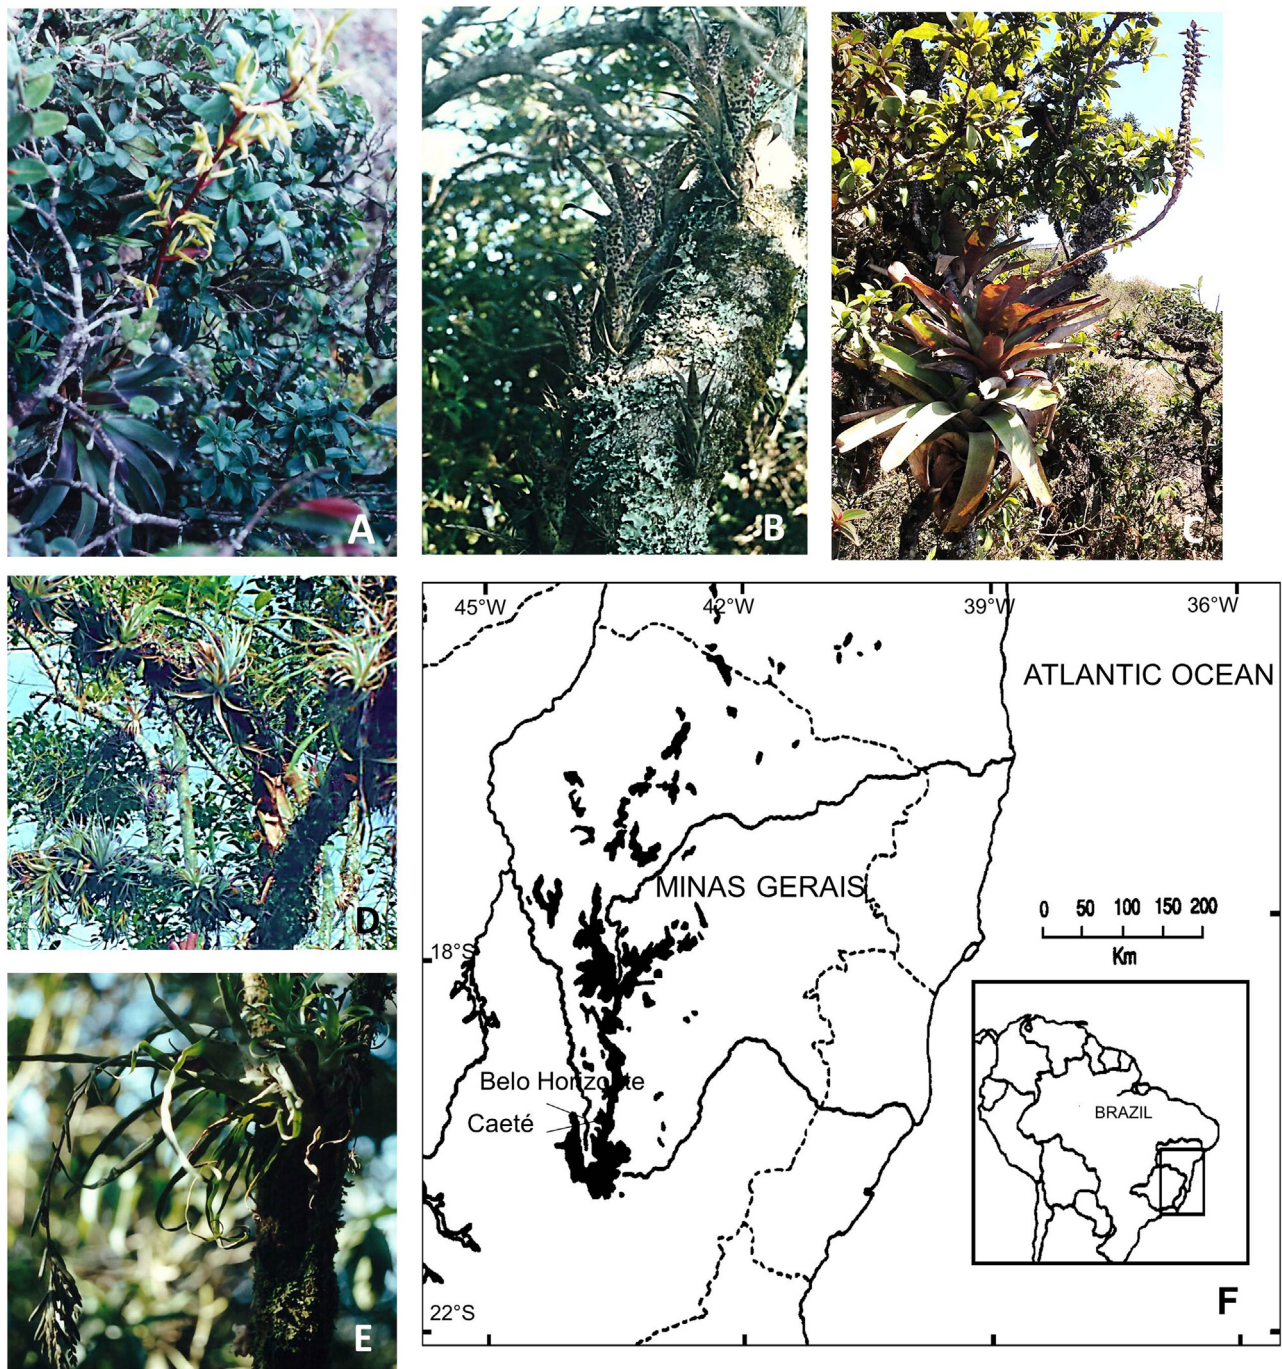 A
B
C
D
E
45°W 42°W 39°W 36°W
ATLANTIC OCEAN
MINAS GERAIS
0 50 100 150 200
Km
18°S
Belo Horizonte
Caeté
BRAZIL
22°S
F